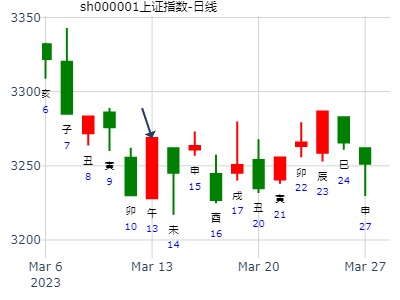 sh000001上证指数-日线
3350
3300
3250
3200
亥
6
子
7
丑
8
寅
9
卯
10
午
13
未
14
申
15
酉
16
戌
17
丑
20
寅
21
卯
22
辰
23
巳
24
申
27
Mar 6
2023
Mar 13
Mar 20
Mar 27